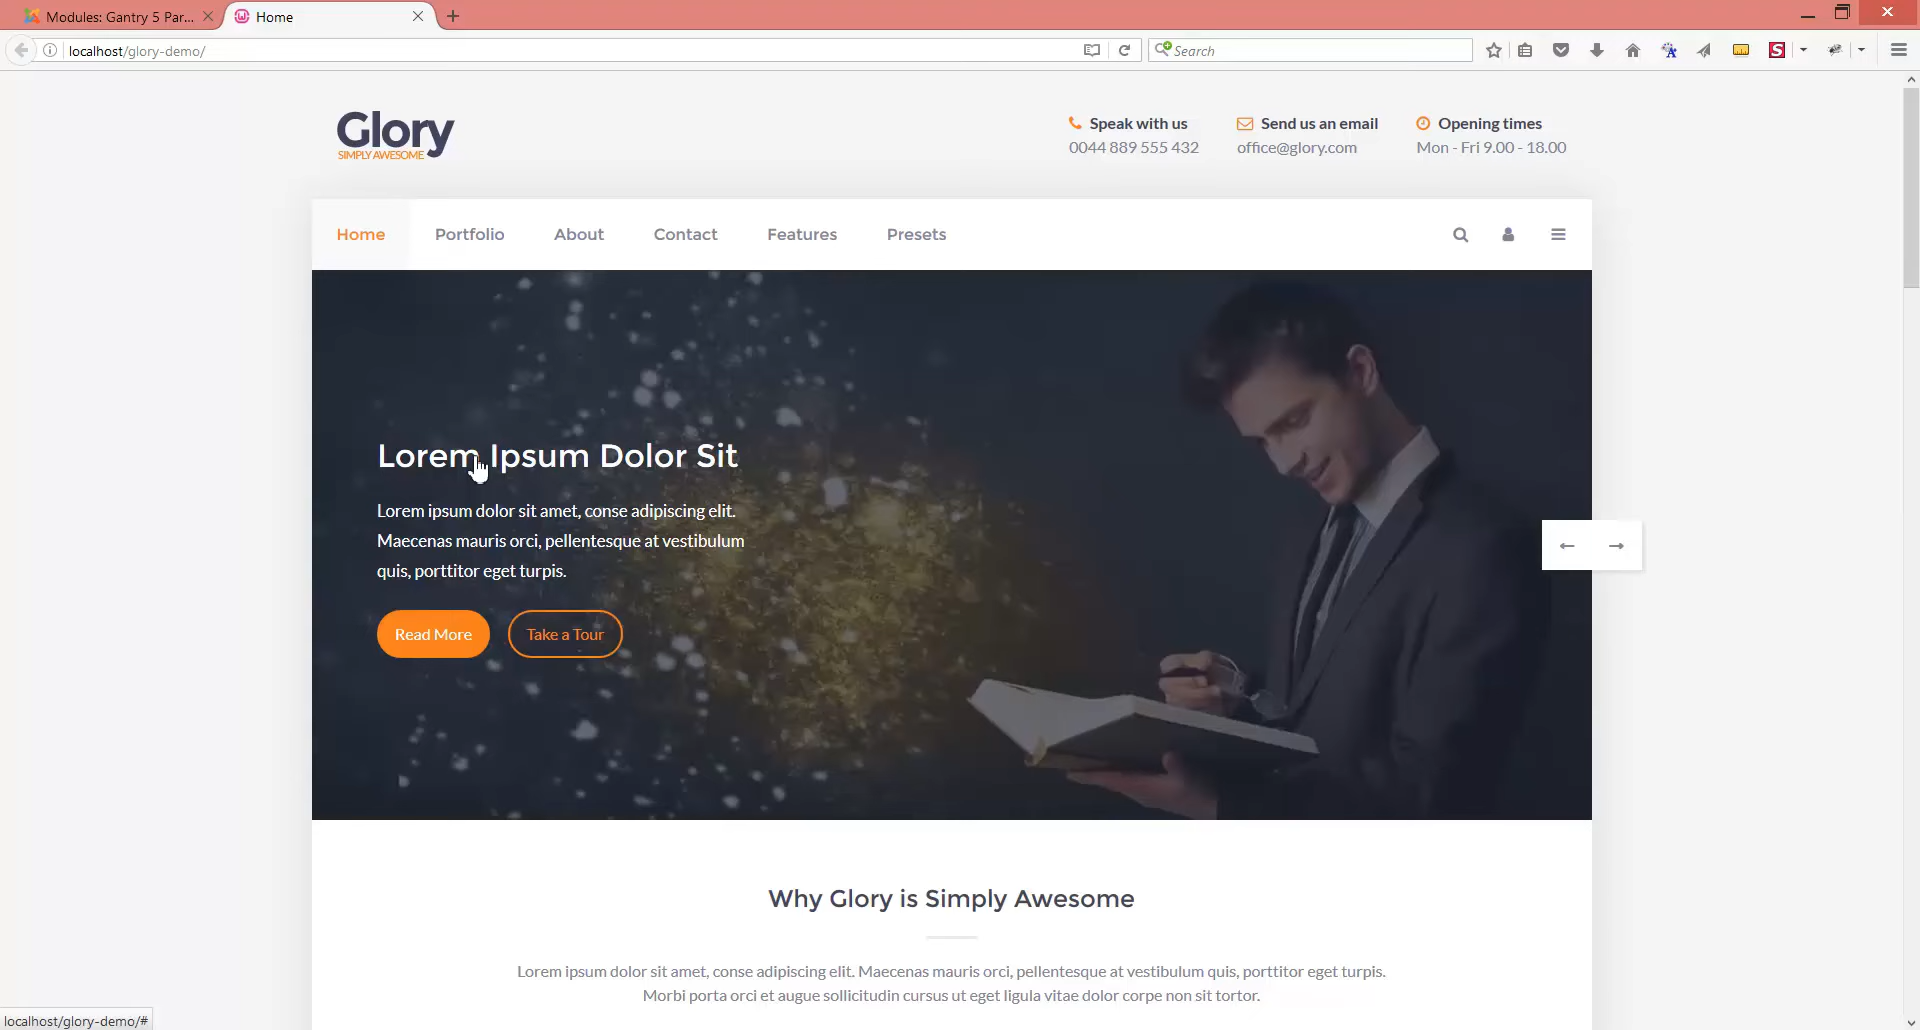 Modules: Gantry 5 Par...
Home
localhost/glory-demo/
Search
Glory
SIMPLY AWESOME
Speak with us
0044 889 555 432
Send us an email
office@glory.com
Opening times
Mon - Fri 9.00 - 18.00
Home
Portfolio
About
Contact
Features
Presets
Lorem Ipsum Dolor Sit
Lorem ipsum dolor sit amet, conse adipiscing elit.
Maecenas mauris orci, pellentesque at vestibulum
quis, porttitor eget turpis.
Read More
Take a Tour
Why Glory is Simply Awesome
Lorem ipsum dolor sit amet, conse adipiscing elit. Maecenas mauris orci, pellentesque at vestibulum quis, porttitor eget turpis.
Morbi porta orci et augue sollicitudin cursus ut eget ligula vitae dolor corpe non sit tortor.
localhost/glory-demo/#